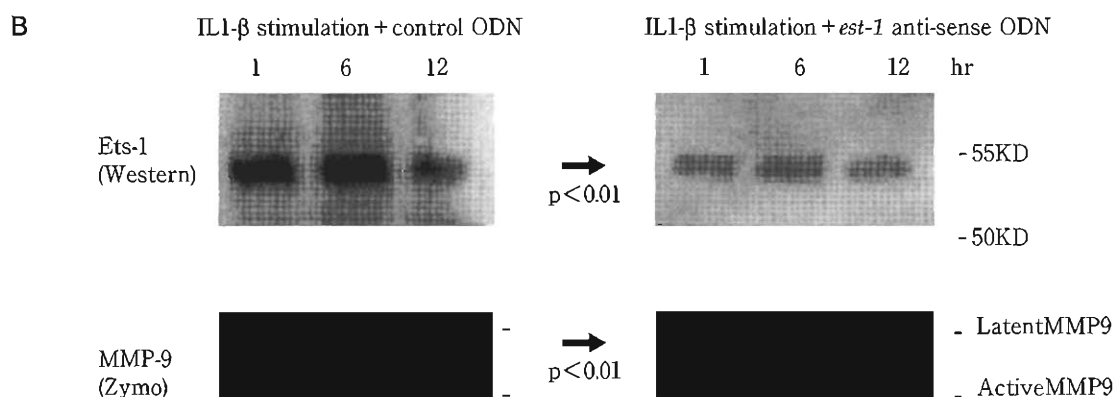 B
IL1-β stimulation + control ODN
IL1-β stimulation + est-1 anti-sense ODN
1 6 12
1 6 12 hr
Ets-1
(Western)
p<0.01
-55KD
-50KD
MMP-9
(Zymo)
p<0.01
- LatentMMP9
- ActiveMMP9